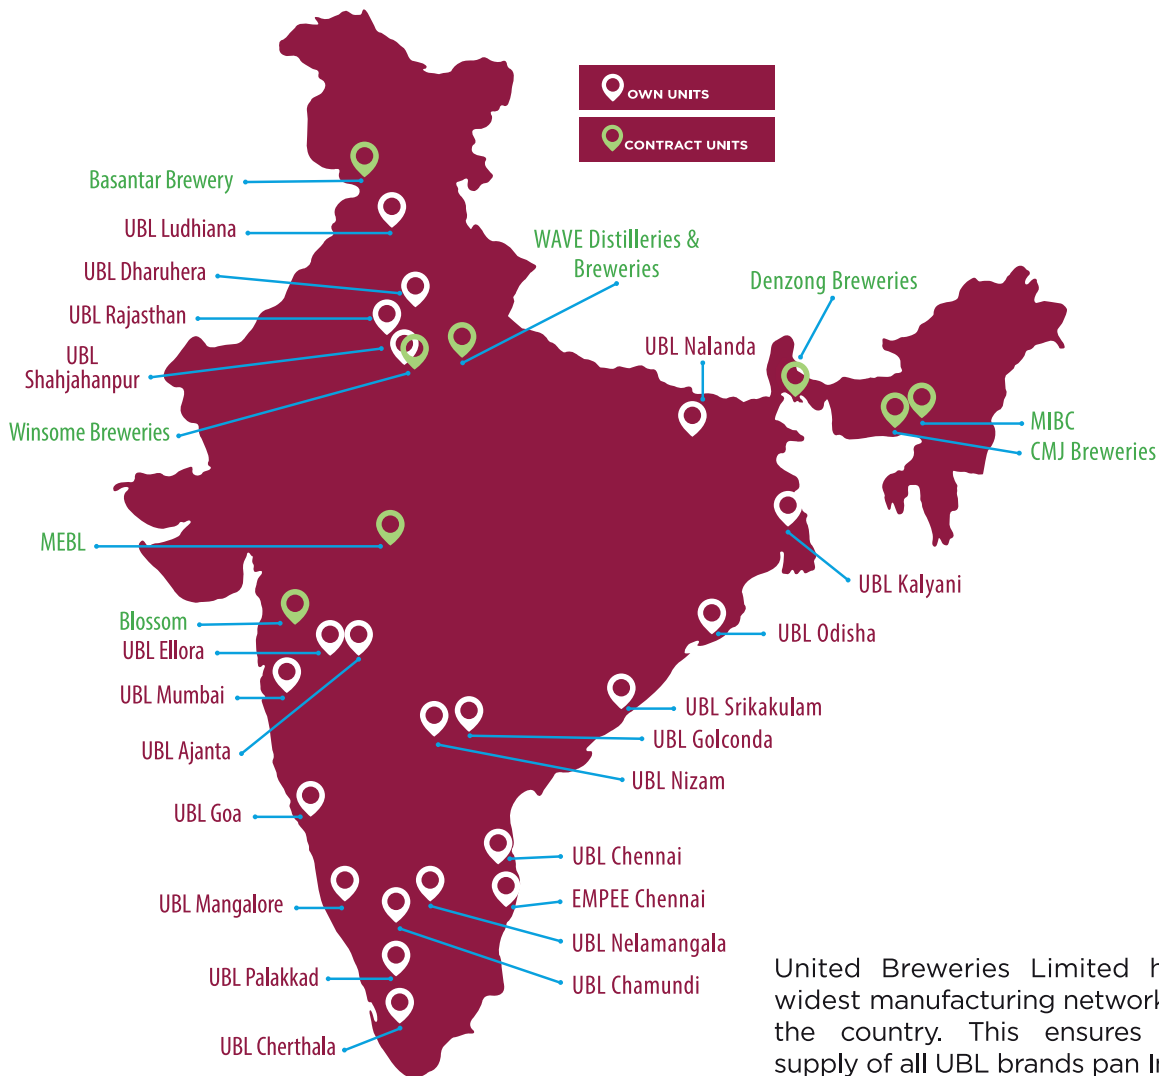 OWN UNITS
CONTRACT UNITS
Basantar Brewery
UBL Ludhiana
UBL Dharuhera
UBL Rajasthan
UBL
Shahjahanpur
Winsome Breweries
WAVE Distilleries &
Breweries
Denzong Breweries
UBL Nalanda
MIBC
CMJ Breweries
MEBL
UBL Kalyani
Blossom
UBL Ellora
UBL Odisha
UBL Mumbai
UBL Srikakulam
UBL Ajanta
UBL Golconda
UBL Nizam
UBL Goa
UBL Chennai
EMPEE Chennai
UBL Mangalore
UBL Nelamangala
UBL Palakkad
UBL Chamundi
UBL Cherthala
United Breweries Limited
widest manufacturing network
the country. This ensures
supply of all UBL brands pan